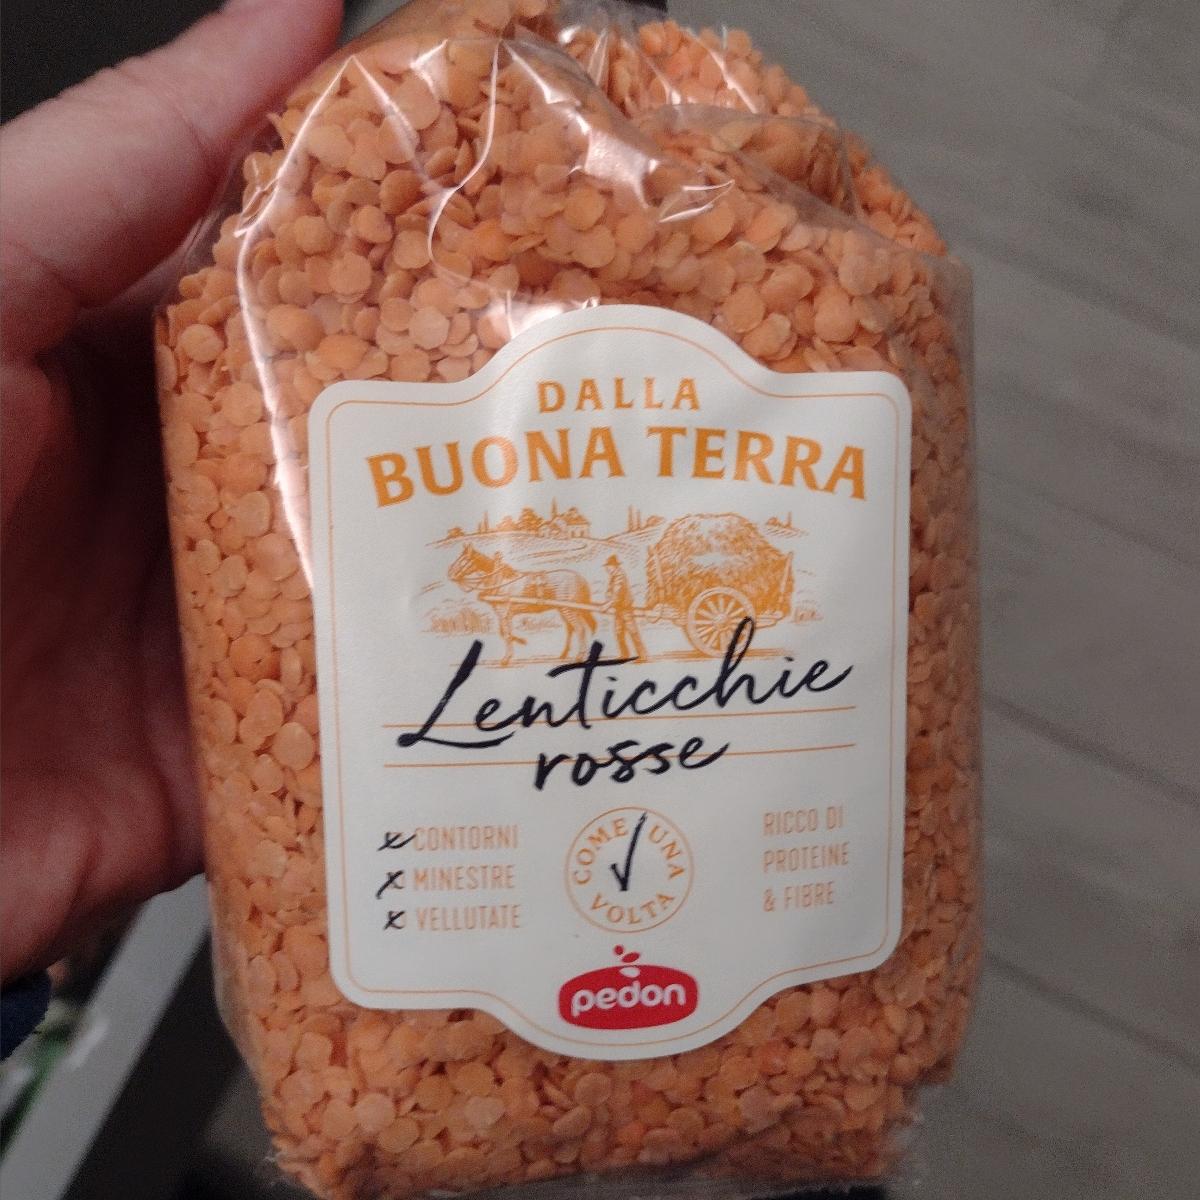 DALLA
BUONA TERRA
Lenticchie
rosse
CONTORNI
MINESTRE
VELLUTATE
COME UNA VOLTA
RICCO DI
PROTEINE
& FIBRE
pedon